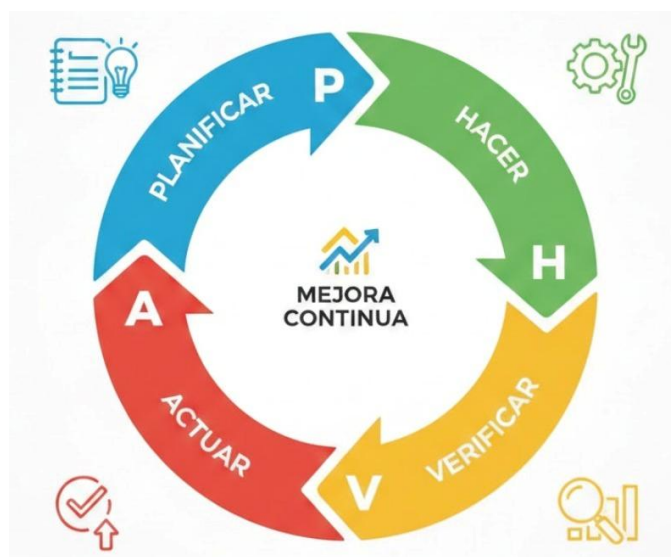 PLANIFICAR
P
HACER
H
VERIFICAR
V
ACTUAR
A
MEJORA
CONTINUA